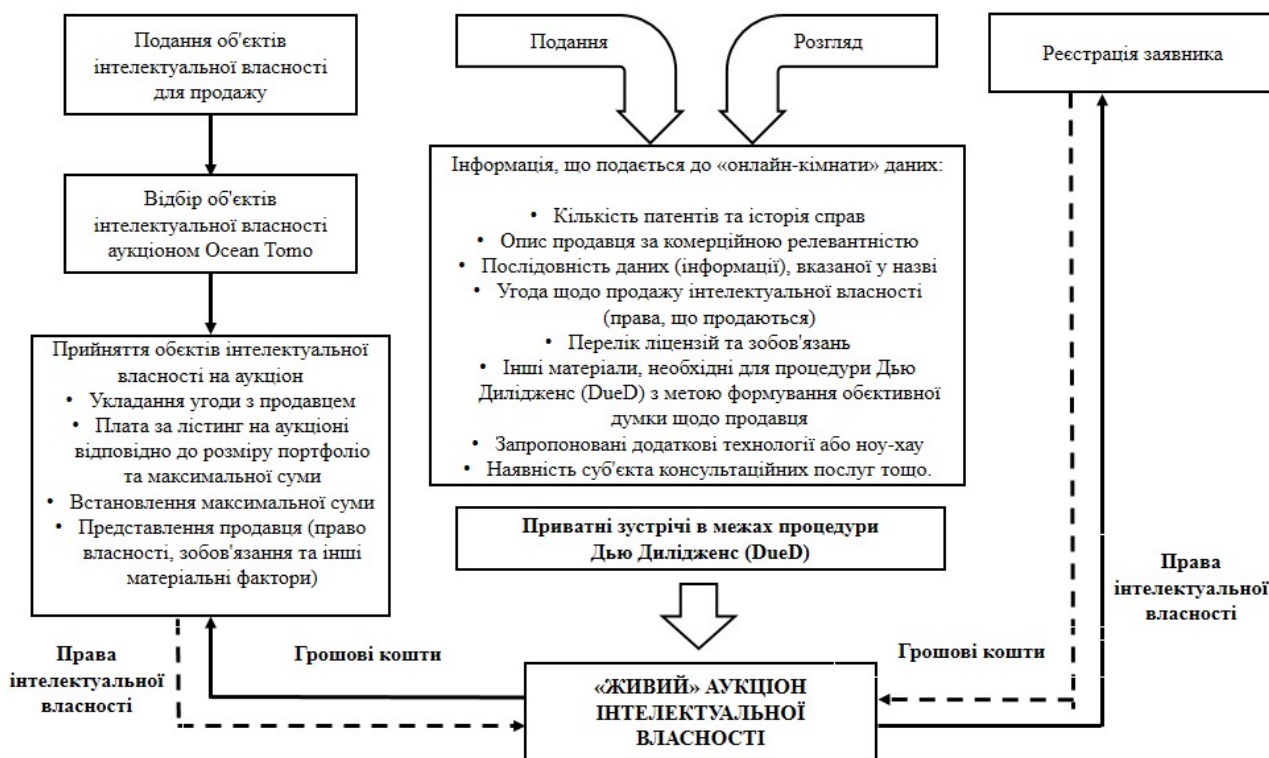 Подання об'єктів
інтелектуальної власності
для продажу
Відбір об'єктів
інтелектуальної власності
аукціоном Ocean Tomo
Прийняття обєктів інтелектуальної
власності на аукціон
• Укладання угоди з продавцем
• Плата за лістинг на аукціоні
відповідно до розміру портфоліо
та максимальної суми
• Встановлення максимальної суми
• Представлення продавця (право
власності, зобов'язання та інші
матеріальні фактори)
Подання
Розгляд
Інформація, що подається до «онлайн-кімнати» даних:
• Кількість патентів та історія справ
• Опис продавця за комерційною релевантністю
• Послідовність даних (інформації), вказаної у назві
• Угода щодо продажу інтелектуальної власності
(права, що продаються)
• Перелік ліцензій та зобов'язань
• Інші матеріали, необхідні для процедури Дью
Дилідженс (DueD) з метою формування обєктивної
думки щодо продавця
• Запропоновані додаткові технології або ноу-хау
• Наявність суб'єкта консультаційних послуг тощо.
Приватні зустрічі в межах процедури
Дью Дилідженс (DueD)
Реєстрація заявника
Права
інтелектуальної
власності
Грошові кошти
«ЖИВИЙ» АУКЦІОН
ІНТЕЛЕКТУАЛЬНОЇ
ВЛАСНОСТІ
Грошові кошти
Права
інтелектуальної
власності